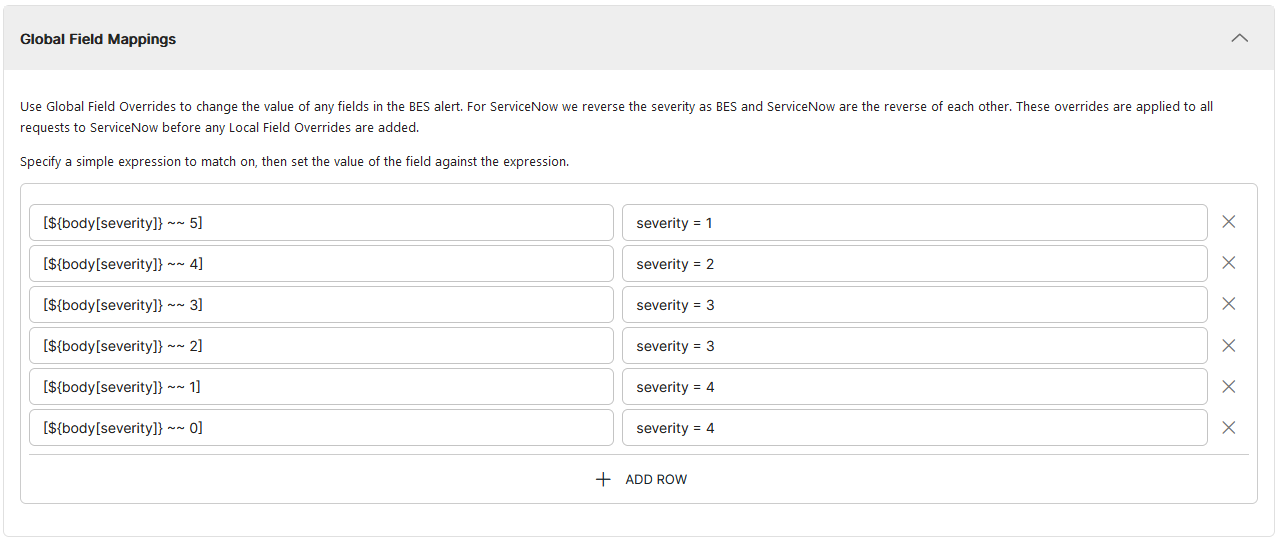 Global Field Mappings
Use Global Field Overrides to change the value of any fields in the BES alert. For ServiceNow we reverse the severity as BES and ServiceNow are the reverse of each other. These overrides are applied to all
requests to ServiceNow before any Local Field Overrides are added.
Specify a simple expression to match on, then set the value of the field against the expression.
[${body[severity]} ~~ 5] severity = 1
[${body[severity]} ~~ 4] severity = 2
[${body[severity]} ~~ 3] severity = 3
[${body[severity]} ~~ 2] severity = 3
[${body[severity]} ~~ 1] severity = 4
[${body[severity]} ~~ 0] severity = 4
ADD ROW